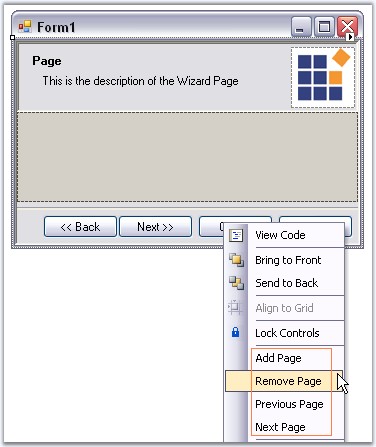 Form1
Page
This is the description of the Wizard Page
<< Back
Next >>
View Code
Bring to Front
Send to Back
Align to Grid
Lock Controls
Add Page
Remove Page
Previous Page
Next Page